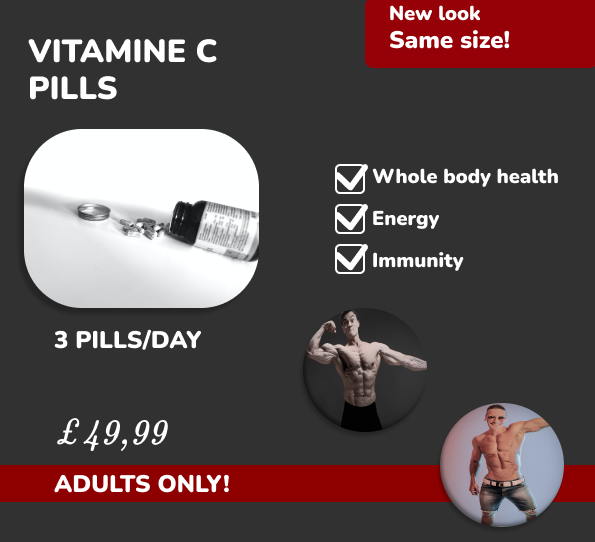 New look
Same size!
VITAMINE C
PILLS
Whole body health
Energy
Immunity
3 PILLS/DAY
£49,99
ADULTS ONLY!